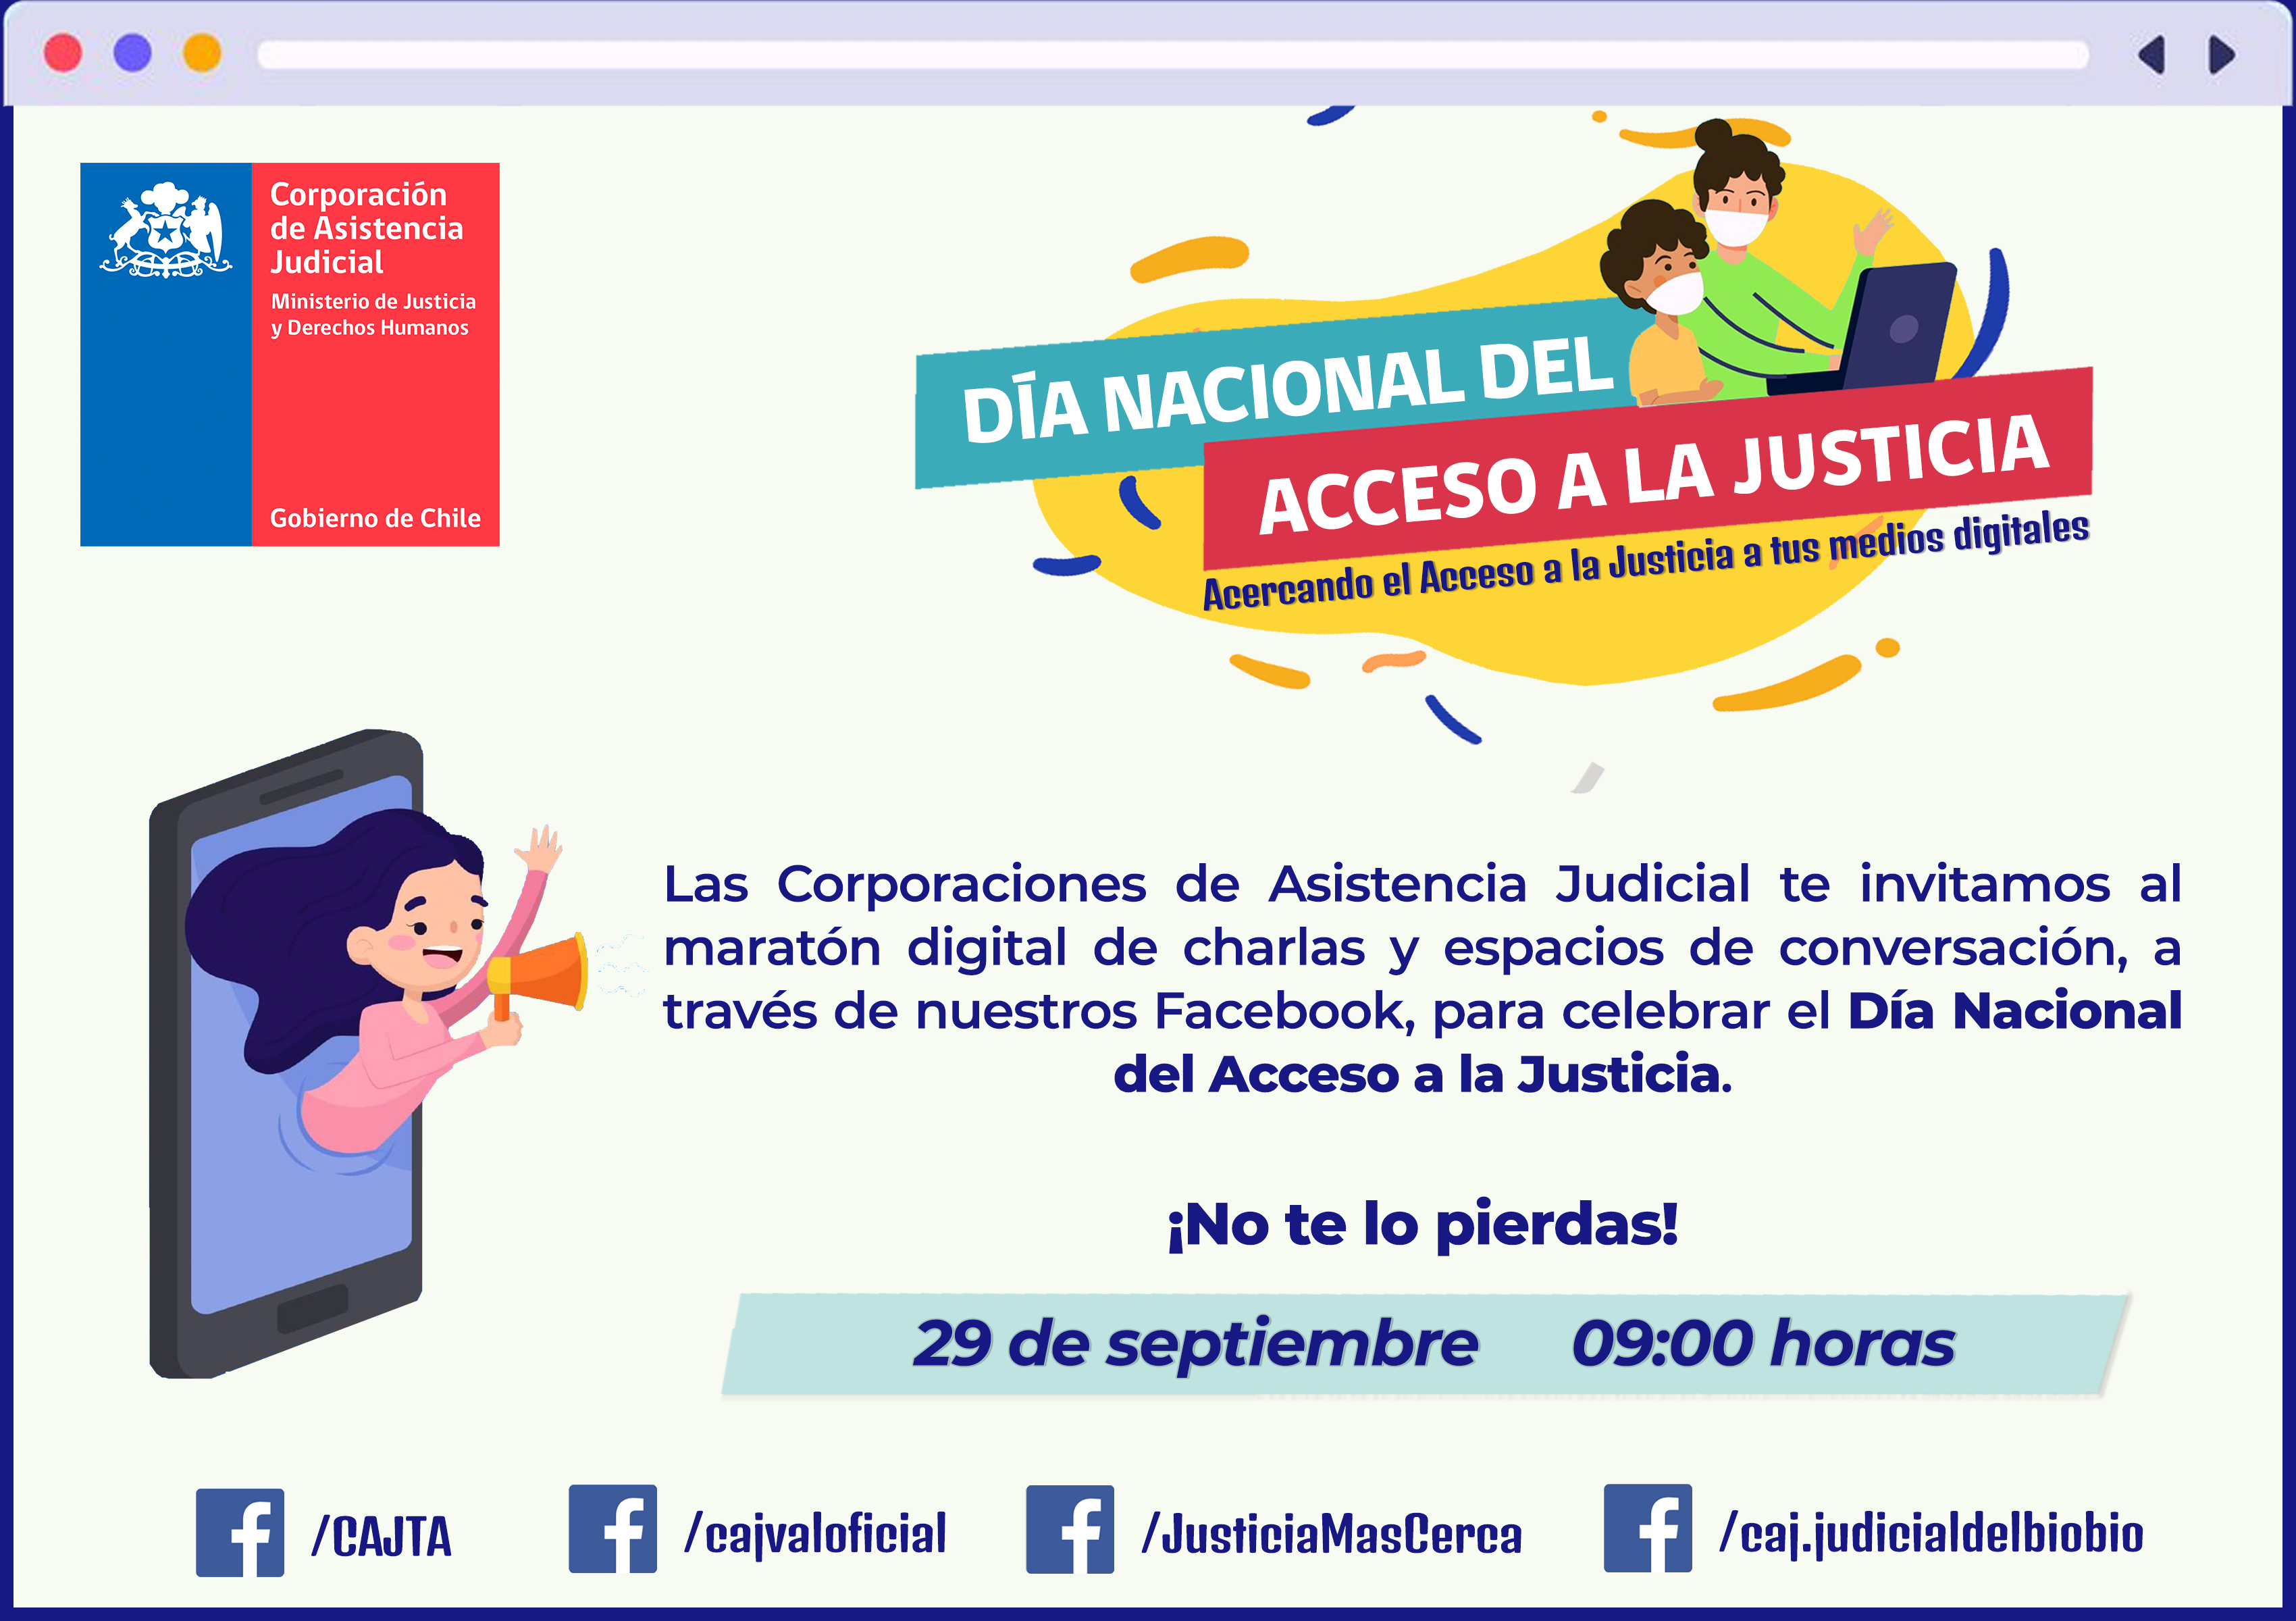 Corporación
de Asistencia
Judicial
Ministerio de Justicia
y Derechos Humanos
Gobierno de Chile
DÍA NACIONAL DEL
ACCESO A LA JUSTICIA
Acercando el Acceso a la Justicia a tus medios digitales
Las Corporaciones de Asistencia Judicial te invitamos al
maratón digital de charlas y espacios de conversación, a
través de nuestros Facebook, para celebrar el Día Nacional
del Acceso a la Justicia.
¡No te lo pierdas!
29 de septiembre 09:00 horas
/CAJTA
/cajvaloficial
/JusticiaMasCerca
/caj.judicialdelbiobio